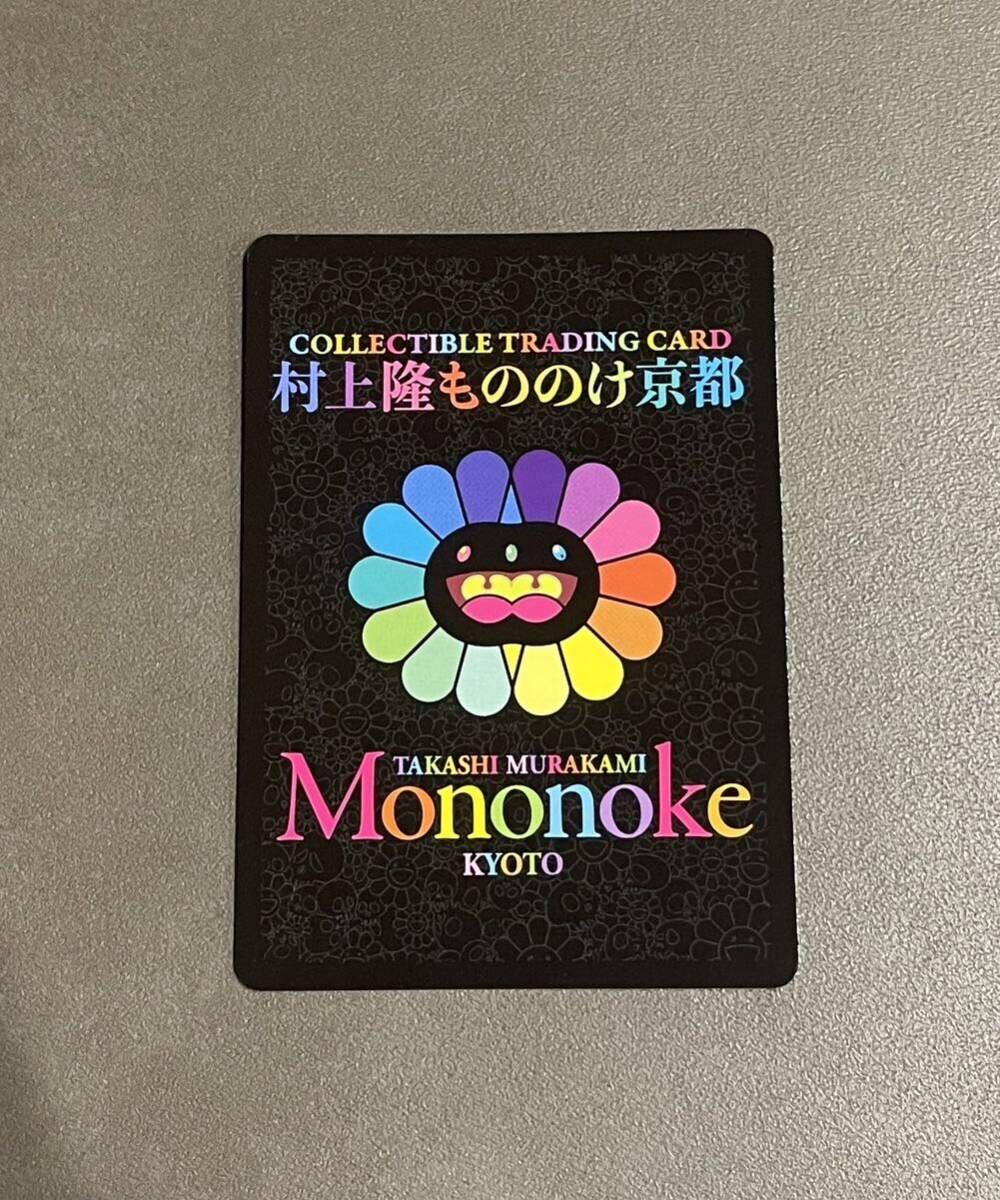 COLLECTIBLE TRADING CARD
村上隆もののけ京都
TAKASHI MURAKAMI
Mononoke
KYOTO